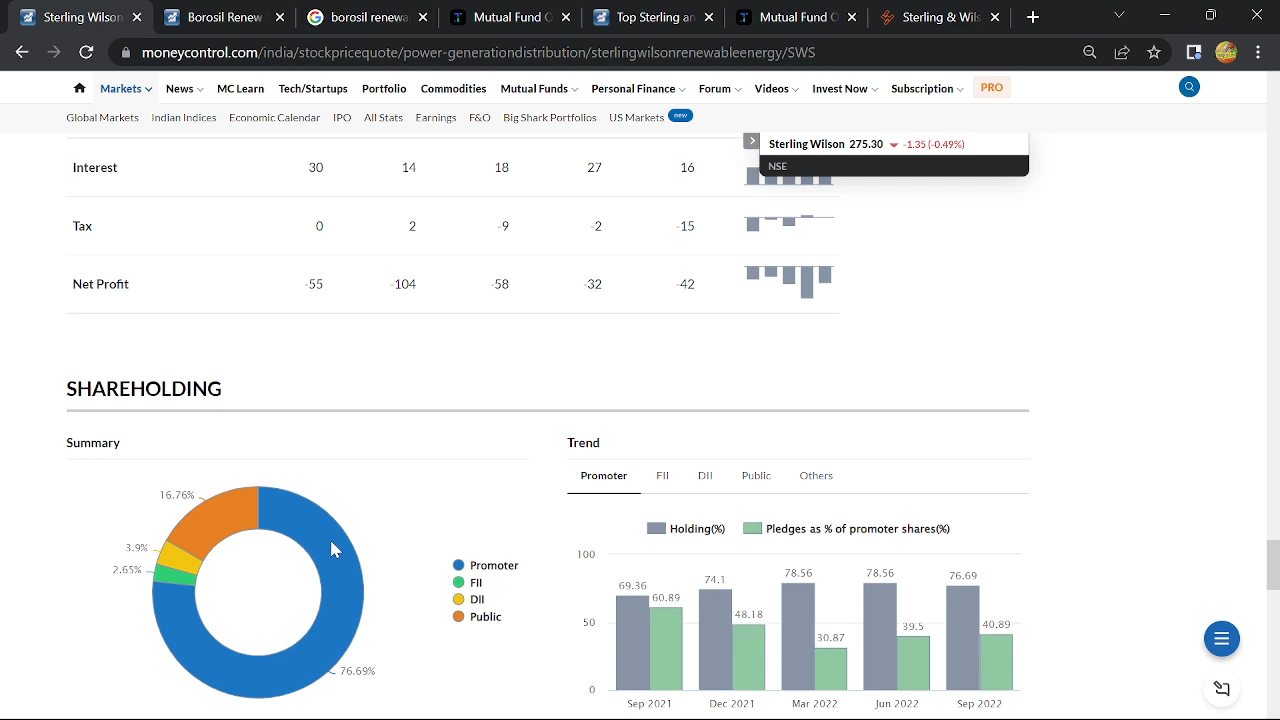 Sterling Wilson
Borosil Renew
borosil renewa
Mutual Fund O
Top Sterling an
Mutual Fund O
Sterling & Wils
moneycontrol.com/india/stockpricequote/power-generationdistribution/sterlingwilsonrenewableenergy/SWS
Markets News MC Learn Tax/Startups Portfolio Commodities Mutual Funds Personal Finance Forum Videos Invest Now Subscription PRO
Global Markets Indian Indices Economic Calendar IPO All Stats Earnings F&O Big Shark Portfolios US Markets new
Sterling Wilson 275.30 -1.35 (-0.49%)
NSE
Interest 30 14 18 27 16
Tax 0 2 -9 -2 -15
Net Profit -55 -104 -58 -32 -42
SHAREHOLDING
Summary
16.76%
3.9%
2.65%
76.69%
Promoter
FII
DII
Public
Trend
Promoter FII DII Public Others
Holding(%) Pledges as % of promoter shares(%)
100
50
0
69.36 60.89 74.1 48.18 78.56 30.87 78.56 39.5 76.69 40.89
Sep 2021 Dec 2021 Mar 2022 Jun 2022 Sep 2022